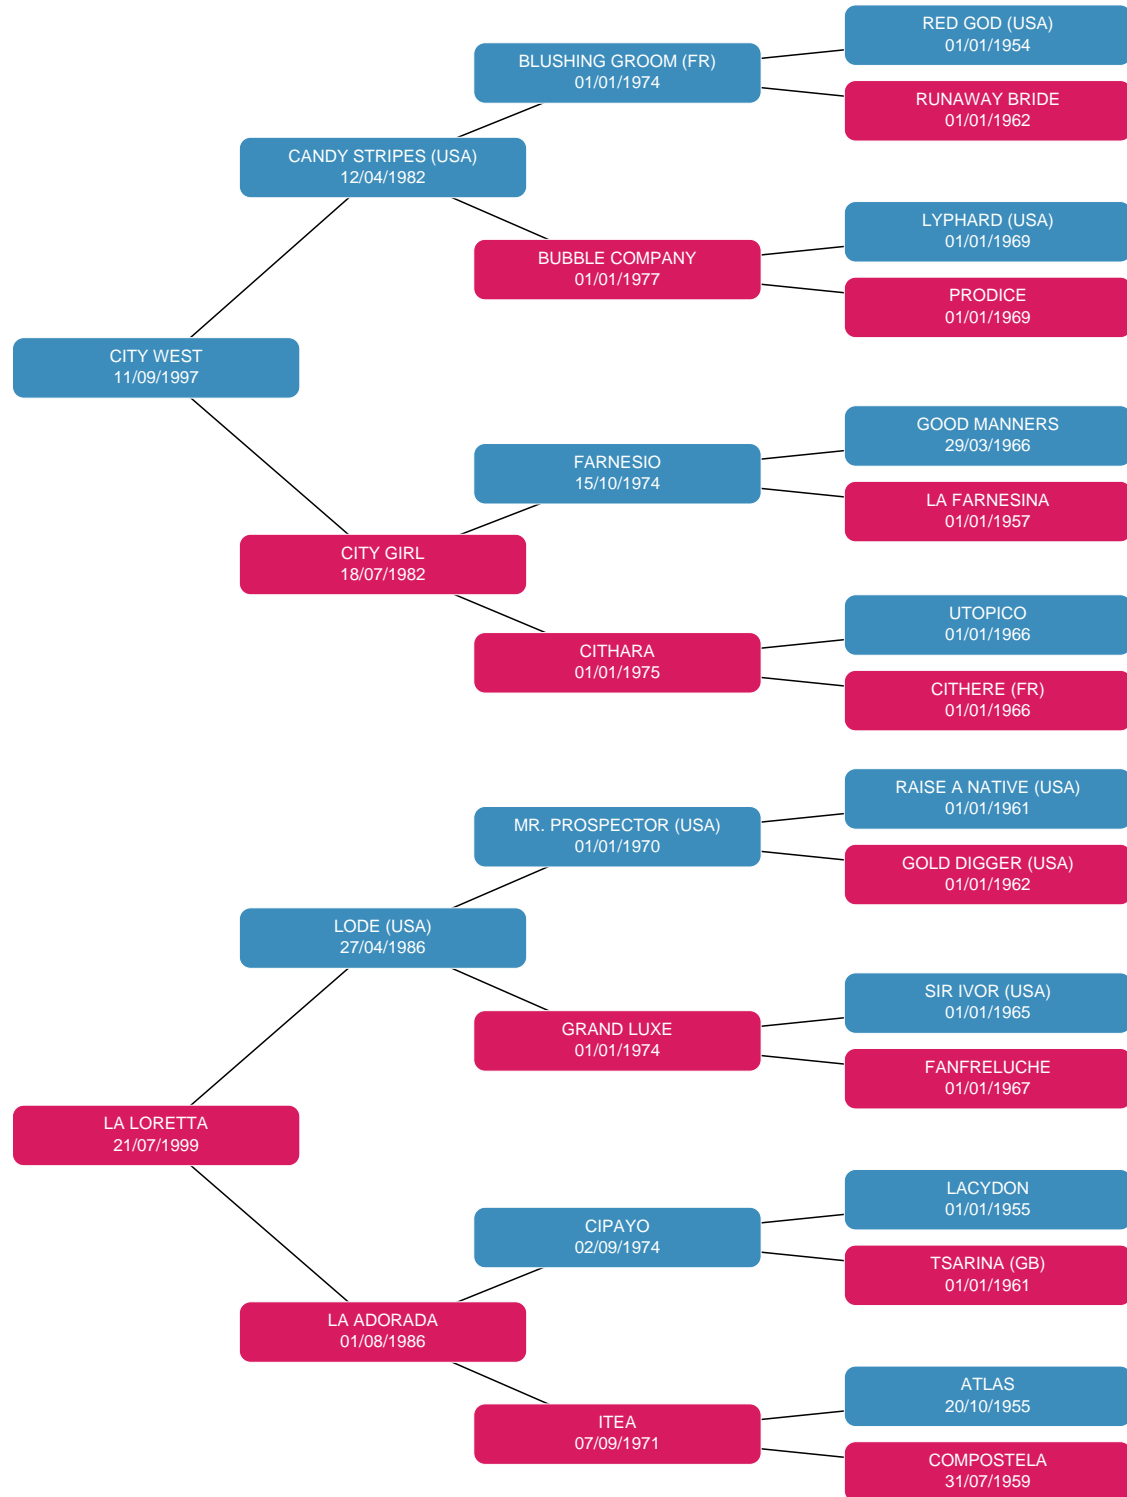 RED GOD (USA)
01/01/1954
BLUSHING GROOM (FR)
01/01/1974
RUNAWAY BRIDE
01/01/1962
CANDY STRIPES (USA)
12/04/1982
LYPHARD (USA)
01/01/1969
BUBBLE COMPANY
01/01/1977
PRODICE
01/01/1969
CITY WEST
11/09/1997
GOOD MANNERS
29/03/1966
FARNESIO
15/10/1974
LA FARNESINA
01/01/1957
CITY GIRL
18/07/1982
UTOPICO
01/01/1966
CITHARA
01/01/1975
CITHERE (FR)
01/01/1966
RAISE A NATIVE (USA)
01/01/1961
MR. PROSPECTOR (USA)
01/01/1970
GOLD DIGGER (USA)
01/01/1962
LODE (USA)
27/04/1986
SIR IVOR (USA)
01/01/1965
GRAND LUXE
01/01/1974
FANFRELUCHE
01/01/1967
LA LORETTA
21/07/1999
LACYDON
01/01/1955
CIPAYO
02/09/1974
TSARINA (GB)
01/01/1961
LA ADORADA
01/08/1986
ATLAS
20/10/1955
ITEA
07/09/1971
COMPOSTELA
31/07/1959